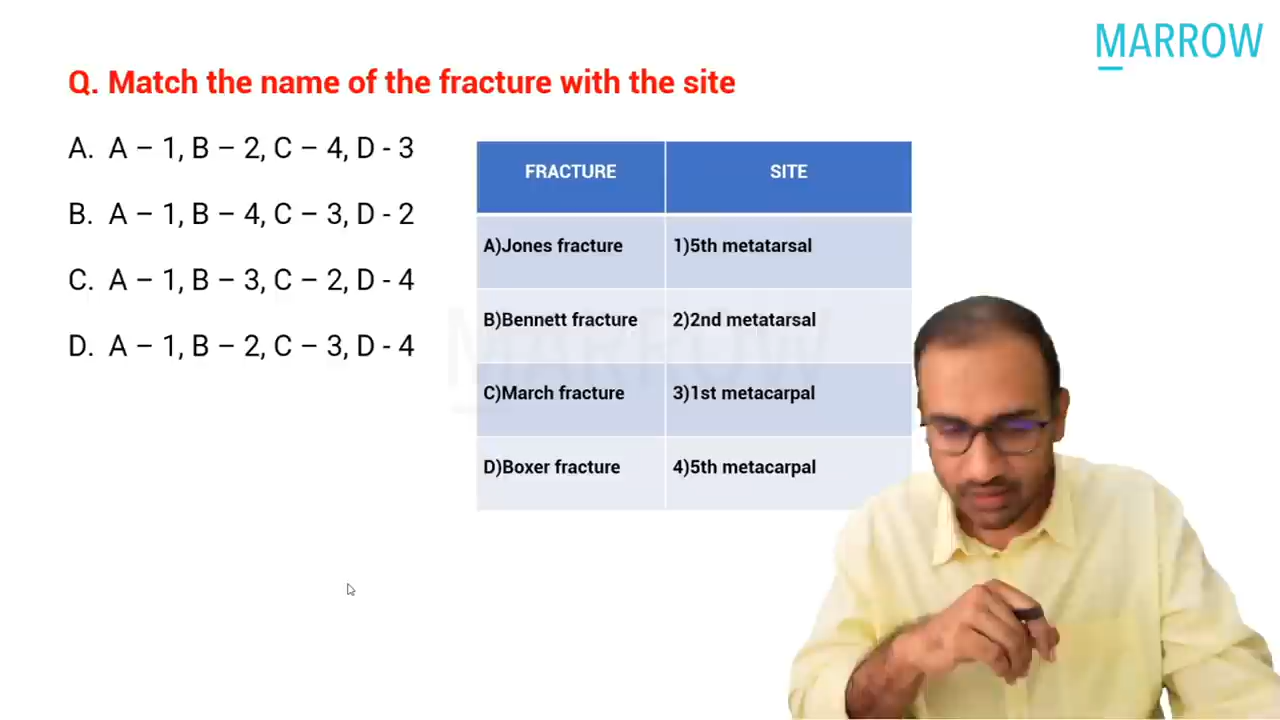 MARROW
Q. Match the name of the fracture with the site
A. A – 1, B – 2, C – 4, D - 3
B. A – 1, B – 4, C – 3, D - 2
C. A – 1, B – 3, C – 2, D - 4
D. A – 1, B – 2, C – 3, D - 4
FRACTURE SITE
A)Jones fracture 1)5th metatarsal
B)Bennett fracture 2)2nd metatarsal
C)March fracture 3)1st metacarpal
D)Boxer fracture 4)5th metacarpal
MARROW